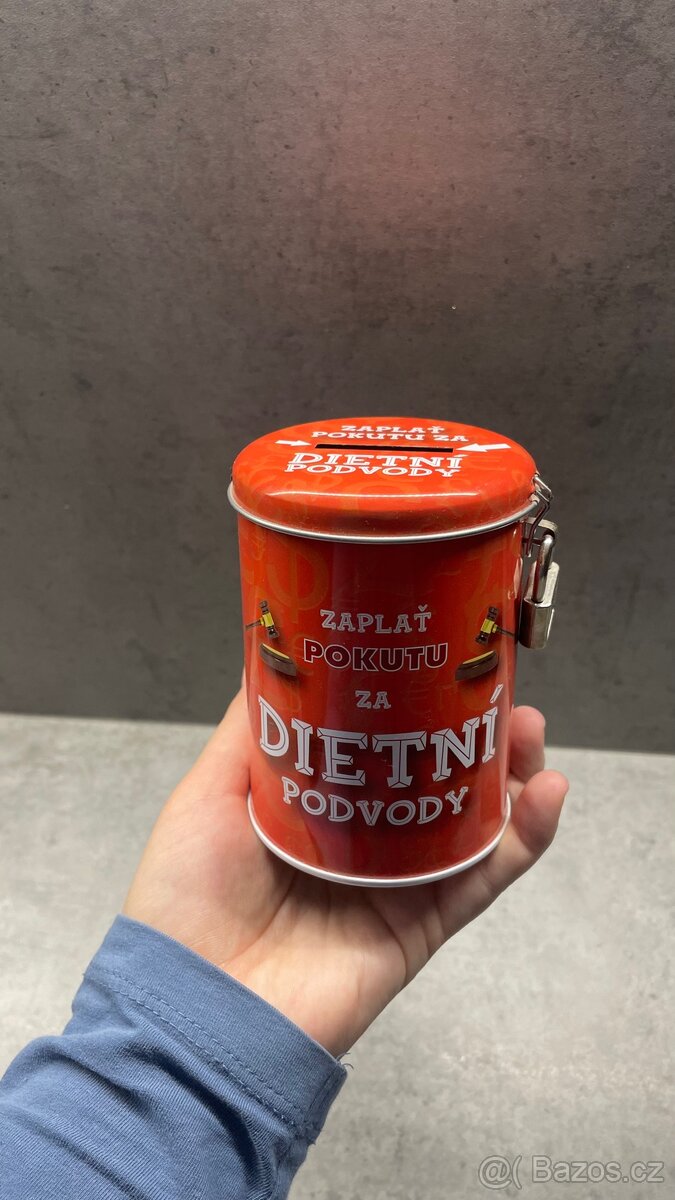 ZAPLAŤ
POKUTU ZA
DIETNÍ
PODVODY
ZAPLAŤ
POKUTU
ZA
DIETNÍ
PODVODY
@( Bazos.cz